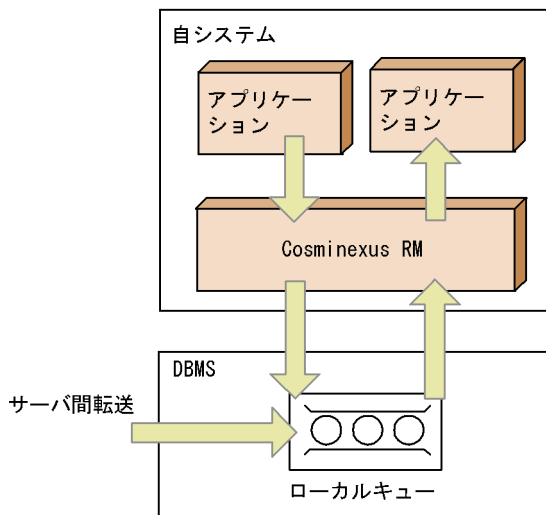 自システム
アプリケー
ション
アプリケー
ション
Cosminexus RM
DBMS
サーバ間転送
ローカルキュー